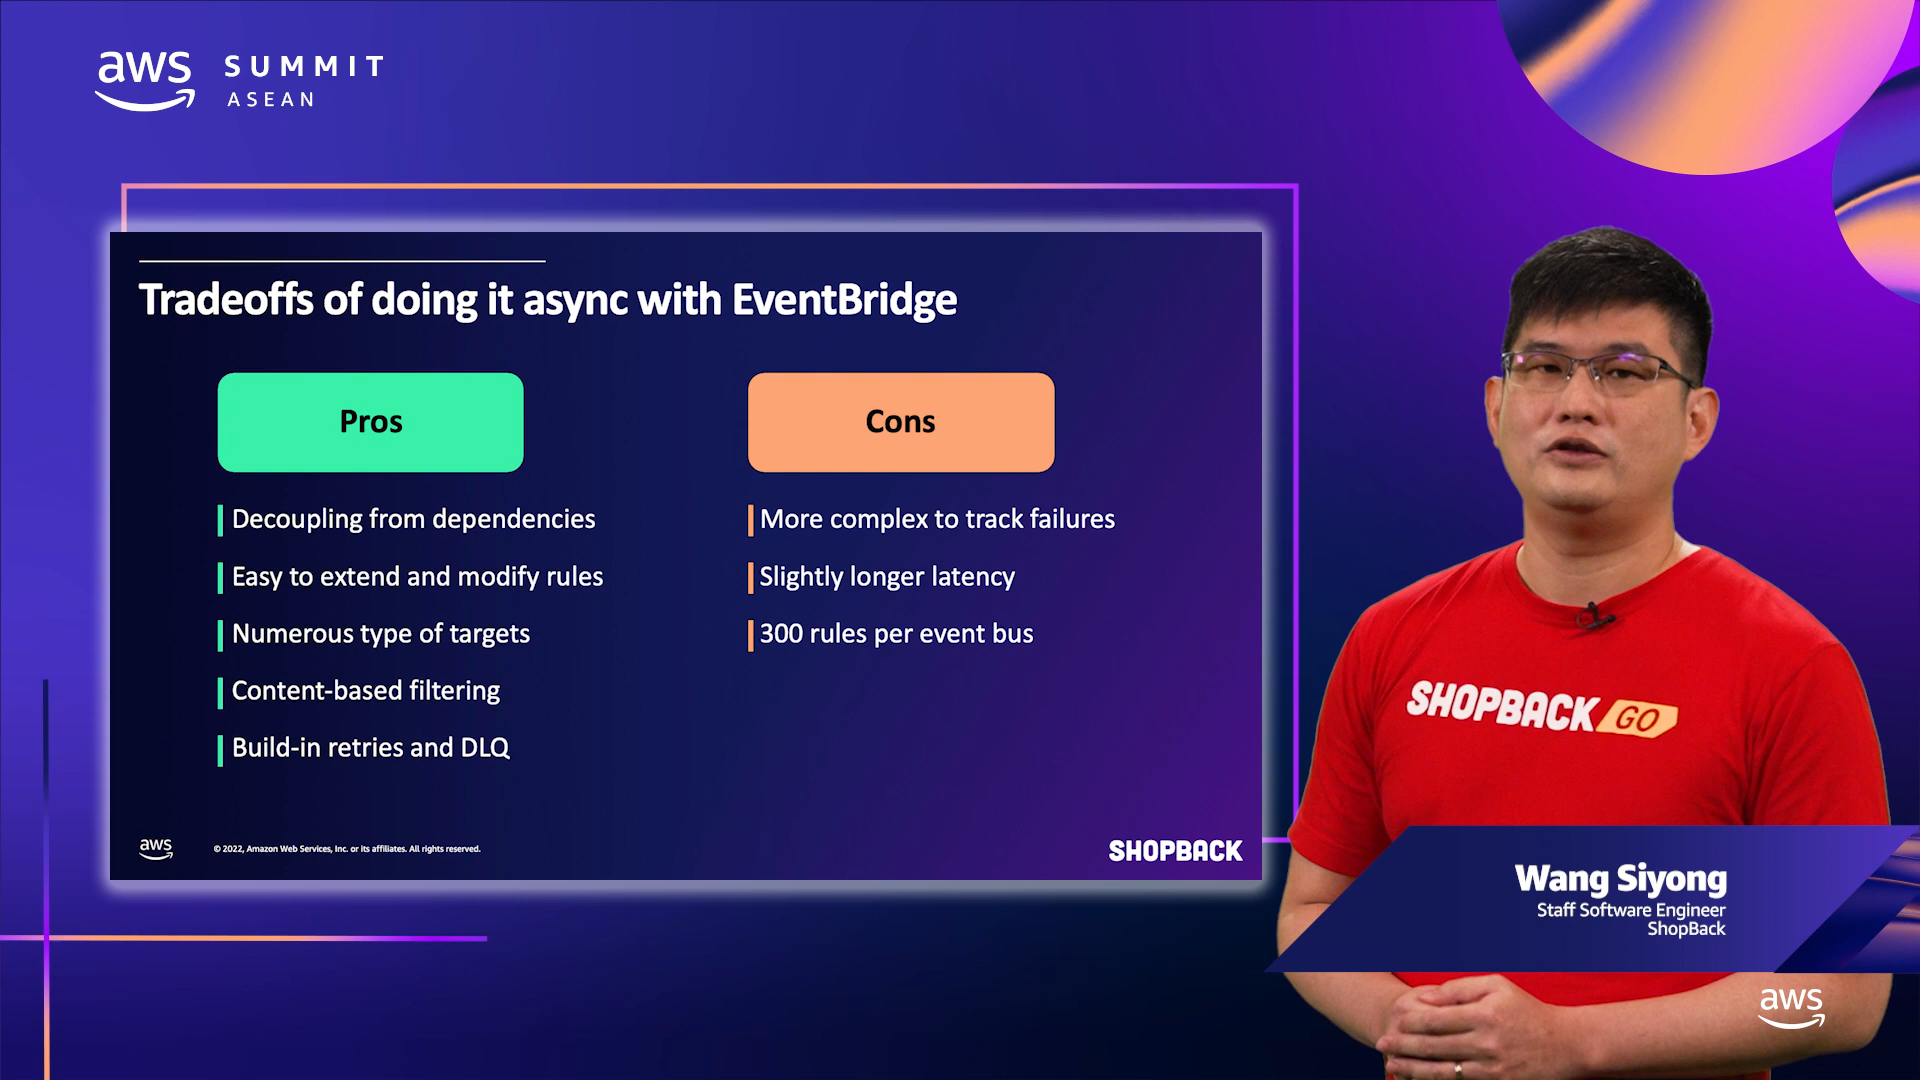 aws SUMMIT
ASEAN
Tradeoffs of doing it async with EventBridge
Pros
Decoupling from dependencies
Easy to extend and modify rules
Numerous type of targets
Content-based filtering
Build-in retries and DLQ
Cons
More complex to track failures
Slightly longer latency
300 rules per event bus
aws
© 2022, Amazon Web Services, Inc. or its affiliates. All rights reserved.
SHOPBACK
SHOPBACK GO
Wang Siyong
Staff Software Engineer
ShopBack
aws